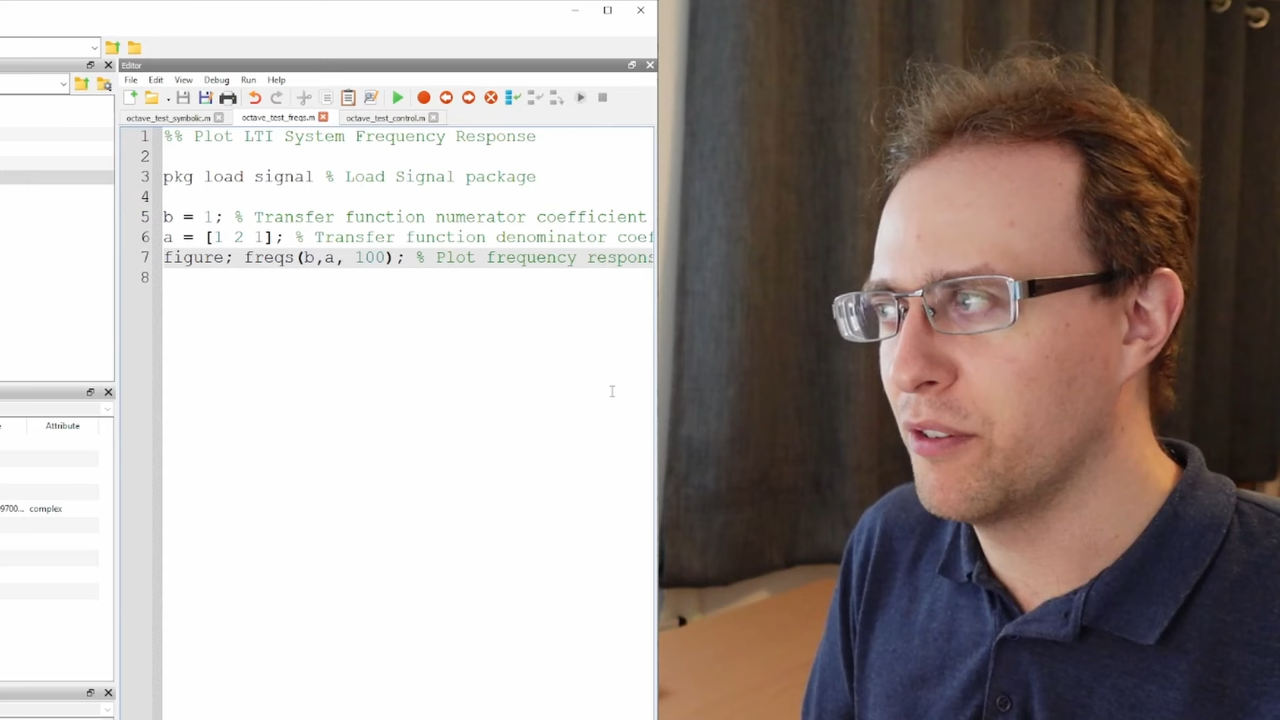 Editor
File Edit View Debug Run Help
octave_test_symbolic.m octave_test_freqs.m octave_test_control.m
1 %% Plot LTI System Frequency Response
2
3 pkg load signal % Load Signal package
4
5 b = 1; % Transfer function numerator coefficient
6 a = [1 2 1]; % Transfer function denominator coef
7 figure; freqs(b,a, 100); % Plot frequency respons
8
Attribute
9700... complex